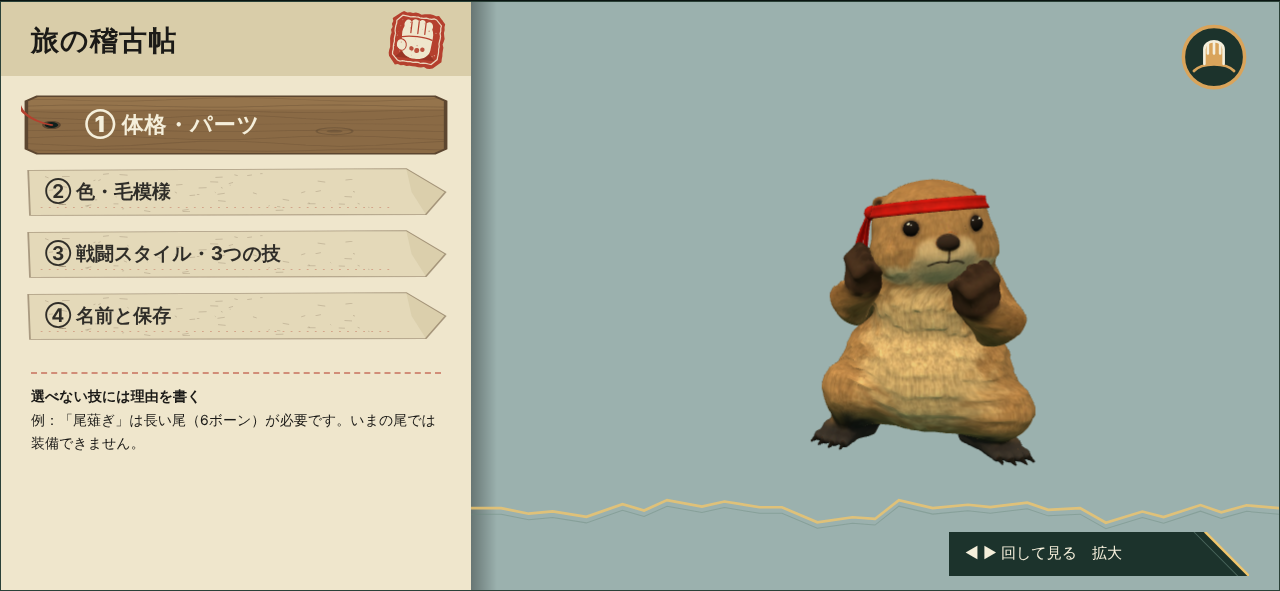 旅の稽古帖
① 体格・パーツ
② 色・毛模様
③ 戦闘スタイル・3つの技
④ 名前と保存
選べない技には理由を書く
例：「尾薙ぎ」は長い尾（6ボーン）が必要です。いまの尾では
装備できません。
◀ ▶ 回して見る　拡大